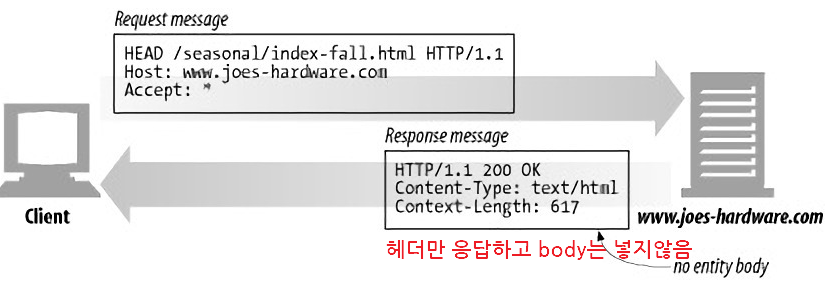 Request message
HEAD /seasonal/index-fall.html HTTP/1.1
Host: www.joes-hardware.com
Accept: *
Response message
HTTP/1.1 200 OK
Content-Type: text/html
Context-Length: 617
Client
www.joes-hardware.com
헤더만 응답하고 body는 넣지않음
no entity body